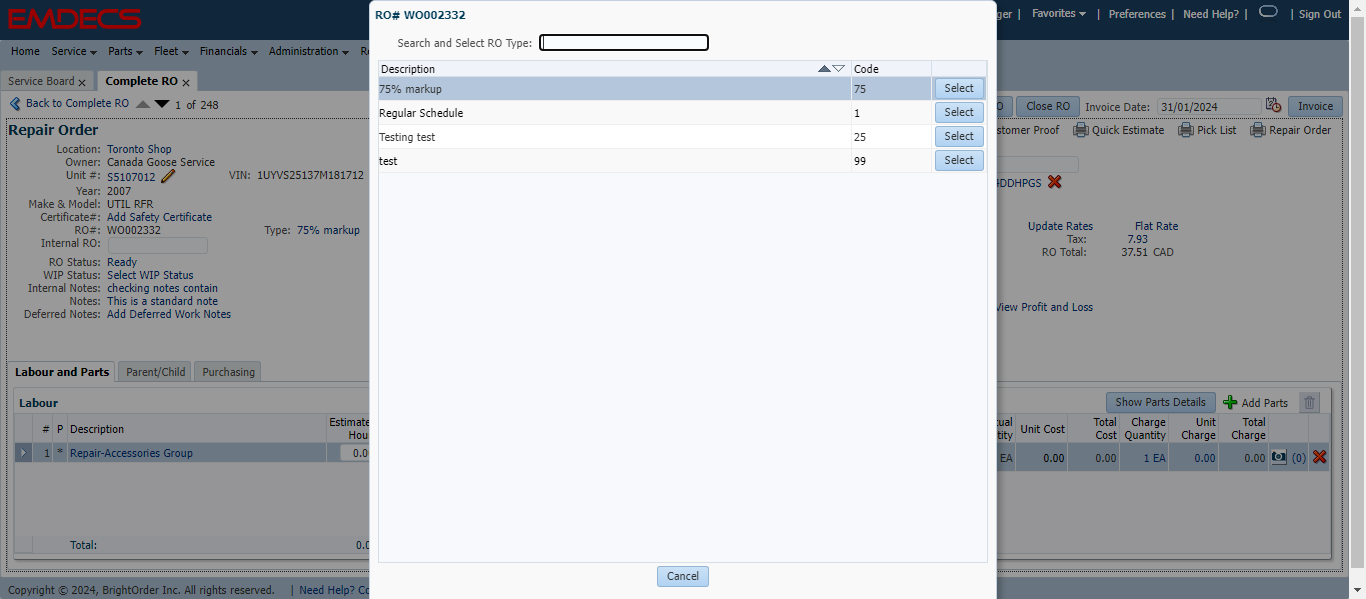 EMDECS
ger | Favorites | Preferences | Need Help? | | Sign Out
Home Service Parts Fleet Financials Administration Re
Service Board x Complete RO x
Back to Complete RO 1 of 248
O Close RO Invoice Date: 31/01/2024 Invoice
Repair Order
stomer Proof Quick Estimate Pick List Repair Order
Location: Toronto Shop
Owner: Canada Goose Service
Unit #: S5107012 VIN: 1UYVS25137M181712
Year: 2007
Make & Model: UTIL RFR
Certificate#: Add Safety Certificate
RO#: WO002332 Type: 75% markup
Internal RO:
RO Status: Ready
WIP Status: Select WIP Status
Internal Notes: checking notes contain
Notes: This is a standard note
Deferred Notes: Add Deferred Work Notes
DDHPGS
Update Rates Flat Rate
Tax: 7.93
RO Total: 37.51 CAD
View Profit and Loss
RO# WO002332
Search and Select RO Type:
Description Code
75% markup 75 Select
Regular Schedule 1 Select
Testing test 25 Select
test 99 Select
Cancel
Labour and Parts Parent/Child Purchasing
Labour
Show Parts Details Add Parts
# P Description Estimate Hou
ual tity Unit Cost Total Cost Charge Quantity Unit Charge Total Charge
1 * Repair-Accessories Group 0.0
EA 0.00 0.00 1 EA 0.00 0.00 (0)
Total: 0.0
Copyright © 2024, BrightOrder Inc. All rights reserved. | Need Help? Co